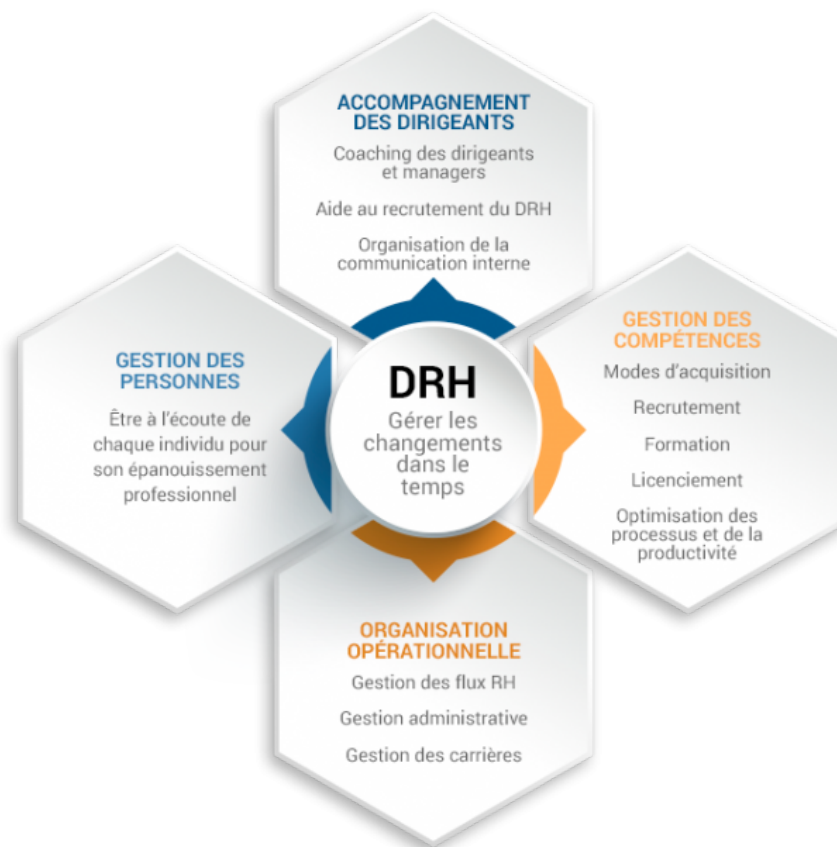 ACCOMPAGNEMENT
DES DIRIGEANTS
Coaching des dirigeants
et managers
Aide au recrutement du DRH
Organisation de la
communication interne
GESTION DES
PERSONNES
Être à l'écoute de
chaque individu pour
son épanouissement
professionnel
DRH
Gérer les
changements
dans le
temps
GESTION DES
COMPÉTENCES
Modes d'acquisition
Recrutement
Formation
Licenciement
Optimisation des
processus et de la
productivité
ORGANISATION
OPÉRATIONNELLE
Gestion des flux RH
Gestion administrative
Gestion des carrières